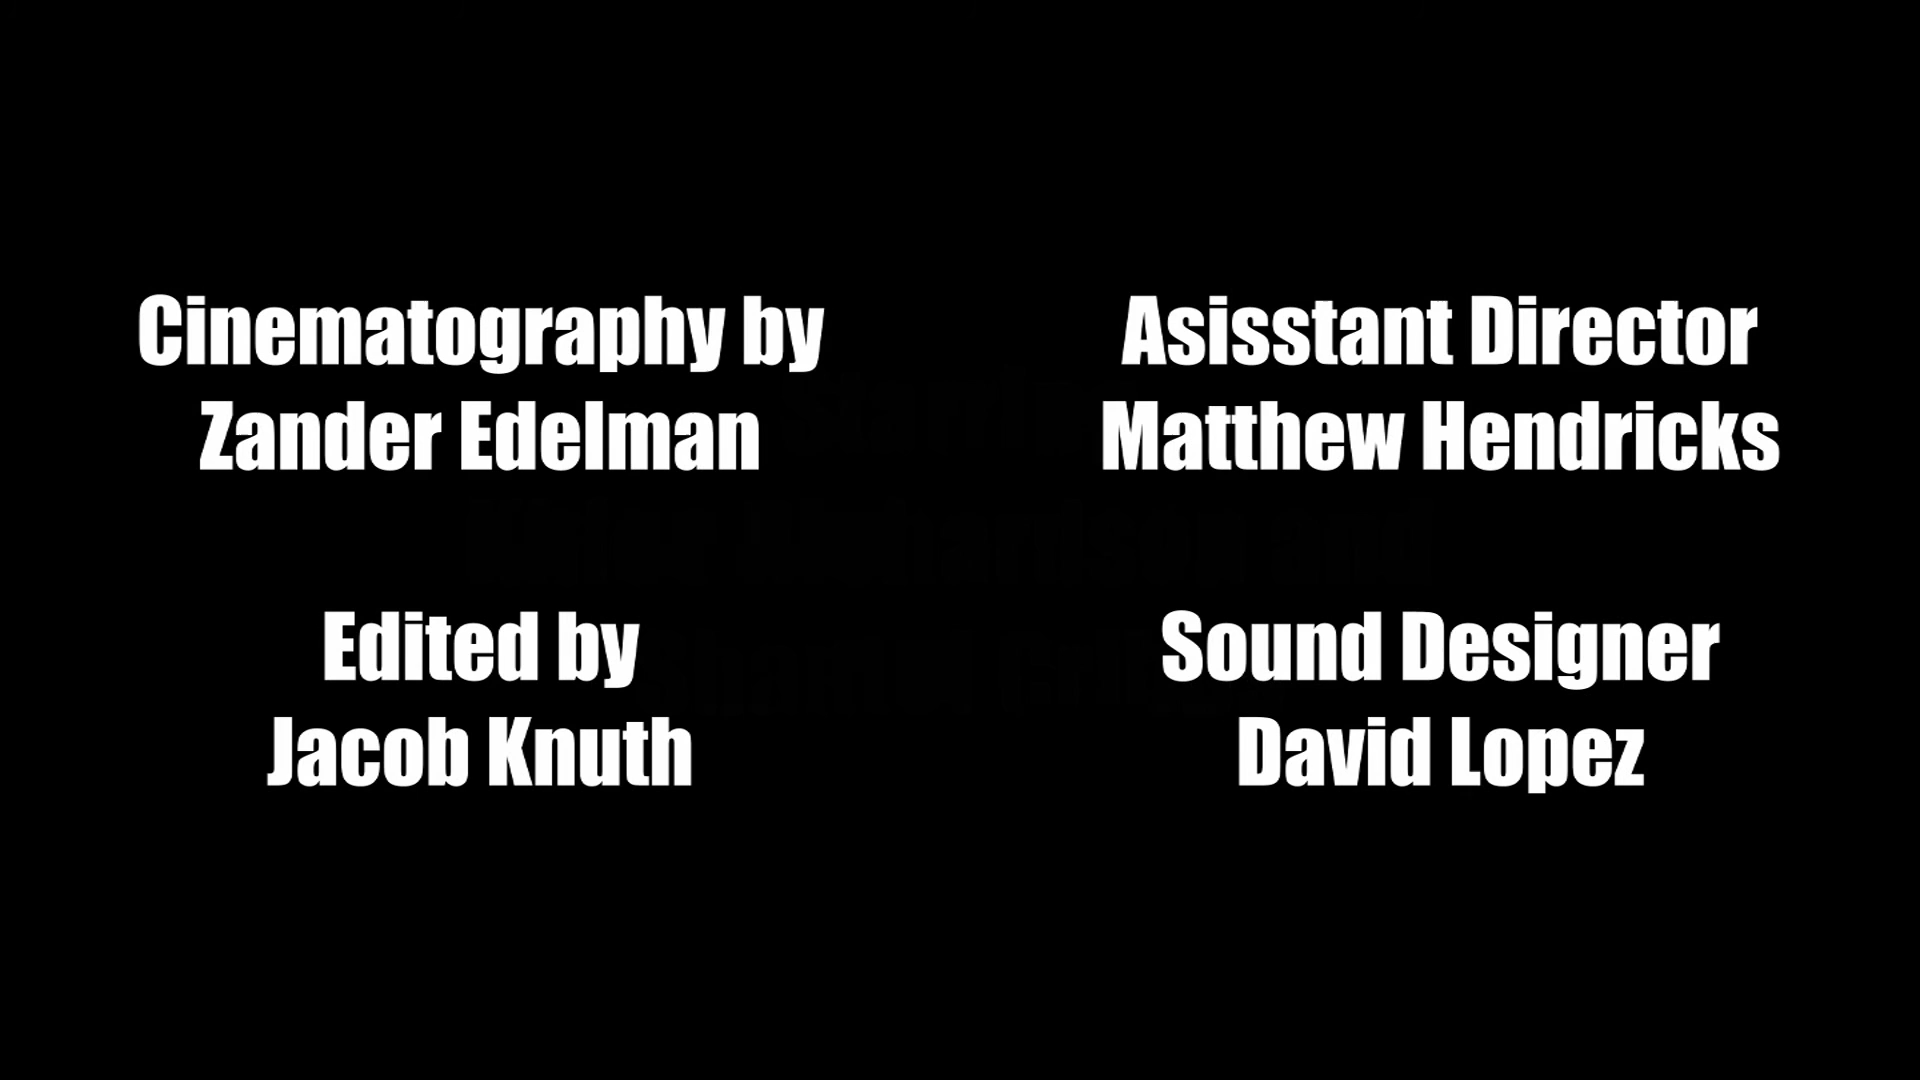 Cinematography by
Zander Edelman
Edited by
Jacob Knuth
Asisstant Director
Matthew Hendricks
Sound Designer
David Lopez